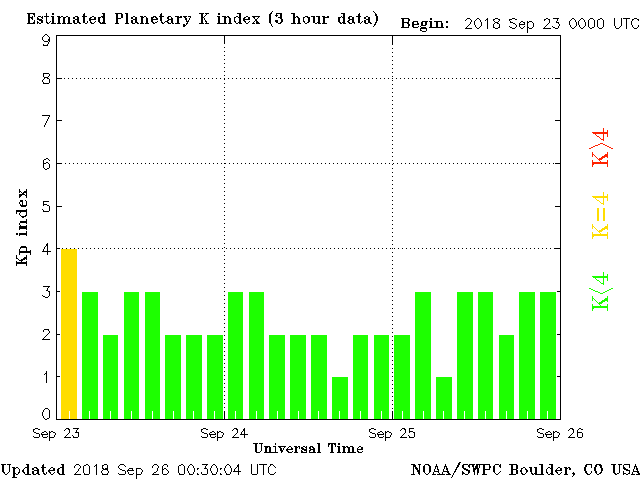 Estimated Planetary K index (3 hour data)
Begin: 2018 Sep 23 0000 UTC
9
8
7
6
5
4
3
2
1
0
Kp index
K>4
K=4
K<4
Sep 23
Sep 24
Sep 25
Sep 26
Universal Time
Updated 2018 Sep 26 00:30:04 UTC
NOAA/SWPC Boulder, CO USA